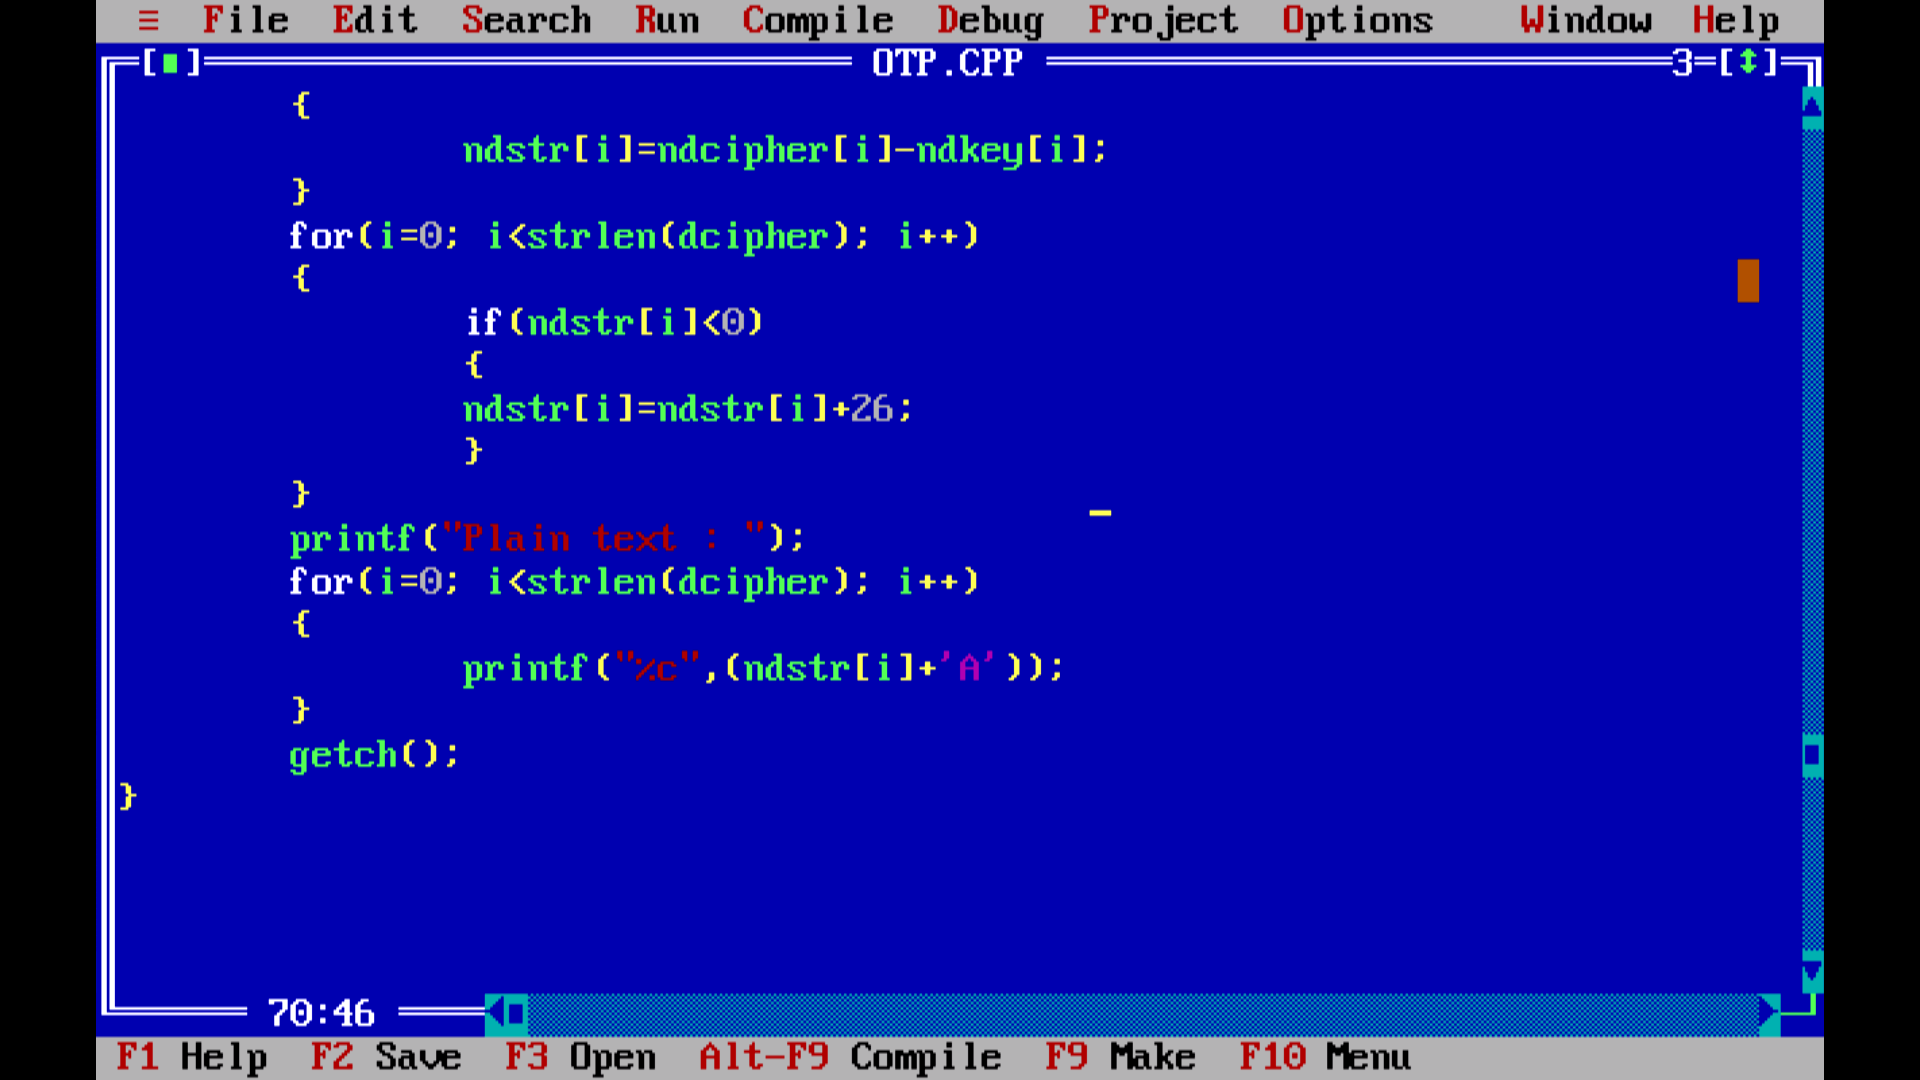 ≡ File Edit Search Run Compile Debug Project Options Window Help
[■] OTP.CPP 3=[↕]
{
ndstr[i]=ndcipher[i]-ndkey[i];
}
for(i=0; i<strlen(dcipher); i++)
{
if(ndstr[i]<0)
{
ndstr[i]=ndstr[i]+26;
}
}
printf("Plain text : ");
for(i=0; i<strlen(dcipher); i++)
{
printf("%c",(ndstr[i]+'A'));
}
getch();
}
70:46
F1 Help F2 Save F3 Open Alt-F9 Compile F9 Make F10 Menu